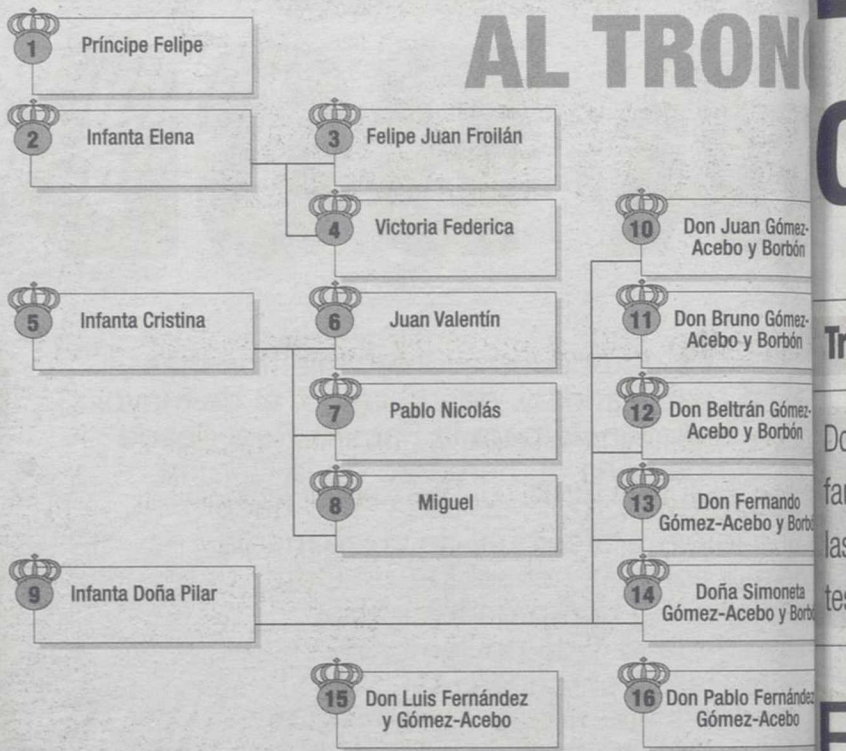 AL TRON
1 Príncipe Felipe
2 Infanta Elena
3 Felipe Juan Froilán
4 Victoria Federica
5 Infanta Cristina
6 Juan Valentín
7 Pablo Nicolás
8 Miguel
9 Infanta Doña Pilar
10 Don Juan Gómez-
Acebo y Borbón
11 Don Bruno Gómez-
Acebo y Borbón
12 Don Beltrán Gómez-
Acebo y Borbón
13 Don Fernando
Gómez-Acebo y Borb
14 Doña Simoneta
Gómez-Acebo y Borb
15 Don Luis Fernández
y Gómez-Acebo
16 Don Pablo Fernández
Gómez-Acebo